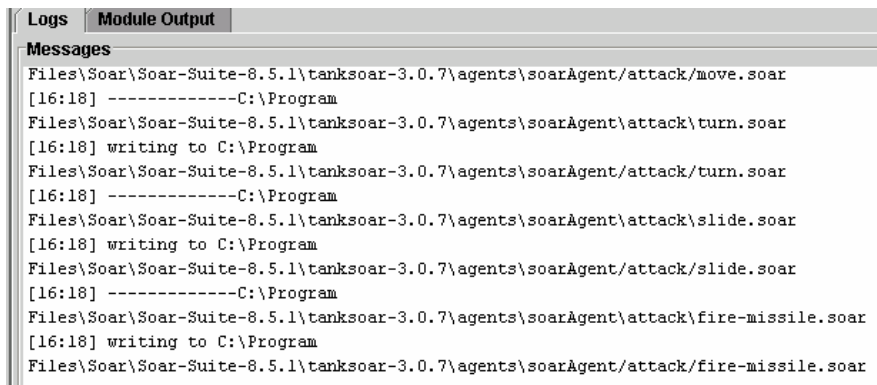 Logs Module Output
Messages
Files\Soar\Soar-Suite-8.5.1\tanksoar-3.0.7\agents\soarAgent/attack/move.soar
[16:18] -------------C:\Program
Files\Soar\Soar-Suite-8.5.1\tanksoar-3.0.7\agents\soarAgent\attack\turn.soar
[16:18] writing to C:\Program
Files\Soar\Soar-Suite-8.5.1\tanksoar-3.0.7\agents\soarAgent/attack/turn.soar
[16:18] -------------C:\Program
Files\Soar\Soar-Suite-8.5.1\tanksoar-3.0.7\agents\soarAgent\attack\slide.soar
[16:18] writing to C:\Program
Files\Soar\Soar-Suite-8.5.1\tanksoar-3.0.7\agents\soarAgent/attack/slide.soar
[16:18] -------------C:\Program
Files\Soar\Soar-Suite-8.5.1\tanksoar-3.0.7\agents\soarAgent\attack\fire-missile.soar
[16:18] writing to C:\Program
Files\Soar\Soar-Suite-8.5.1\tanksoar-3.0.7\agents\soarAgent/attack/fire-missile.soar